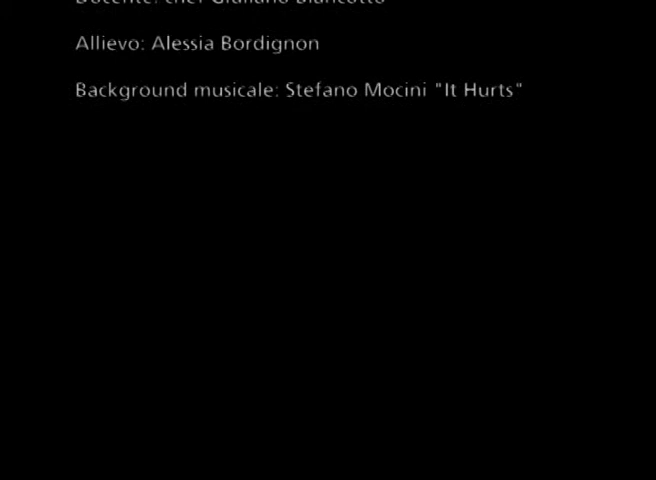 Docente: chef Giuliano Biancotto
Allievo: Alessia Bordignon
Background musicale: Stefano Mocini "It Hurts"